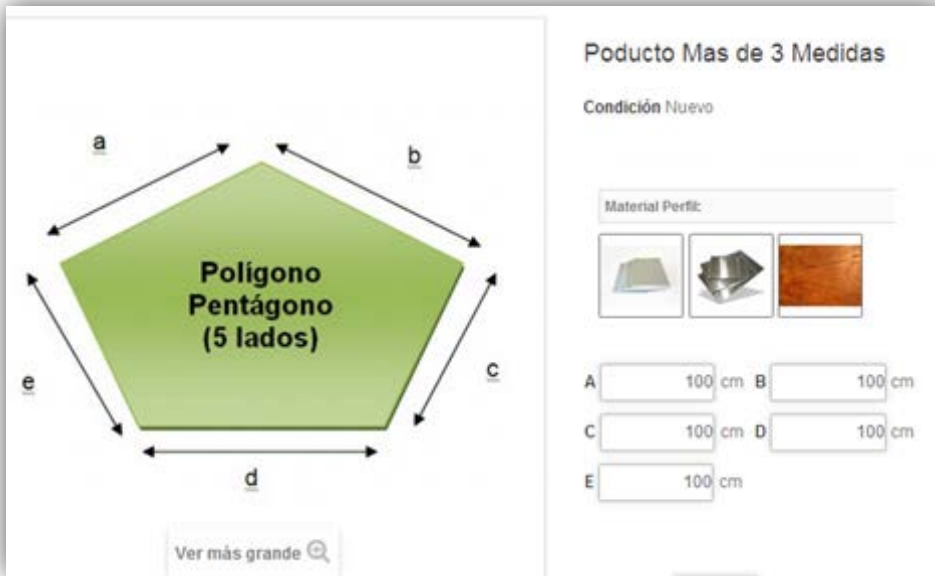 a
b
Polígono
Pentágono
(5 lados)
e
c
d
Ver más grande
Poducto Mas de 3 Medidas
Condición Nuevo
Material Perfil:
A 100 cm B 100 cm
C 100 cm D 100 cm
E 100 cm